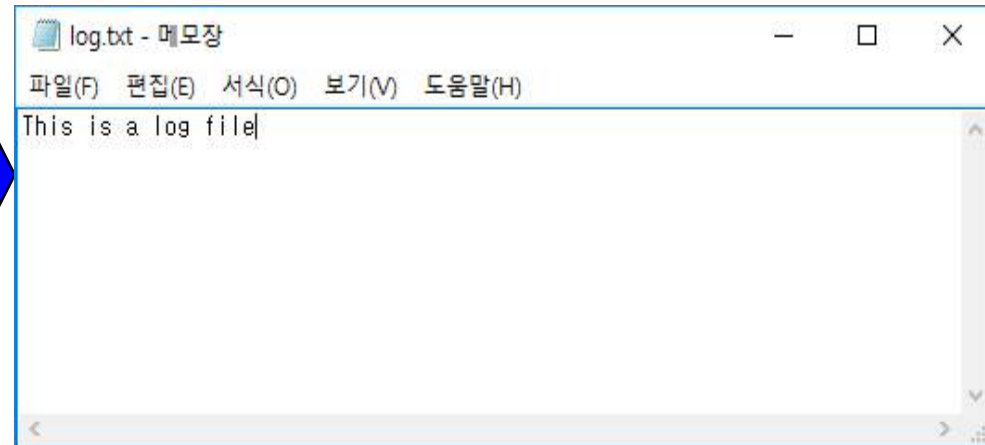 log.txt - 메모장
파일(F) 편집(E) 서식(O) 보기(V) 도움말(H)
This is a log file